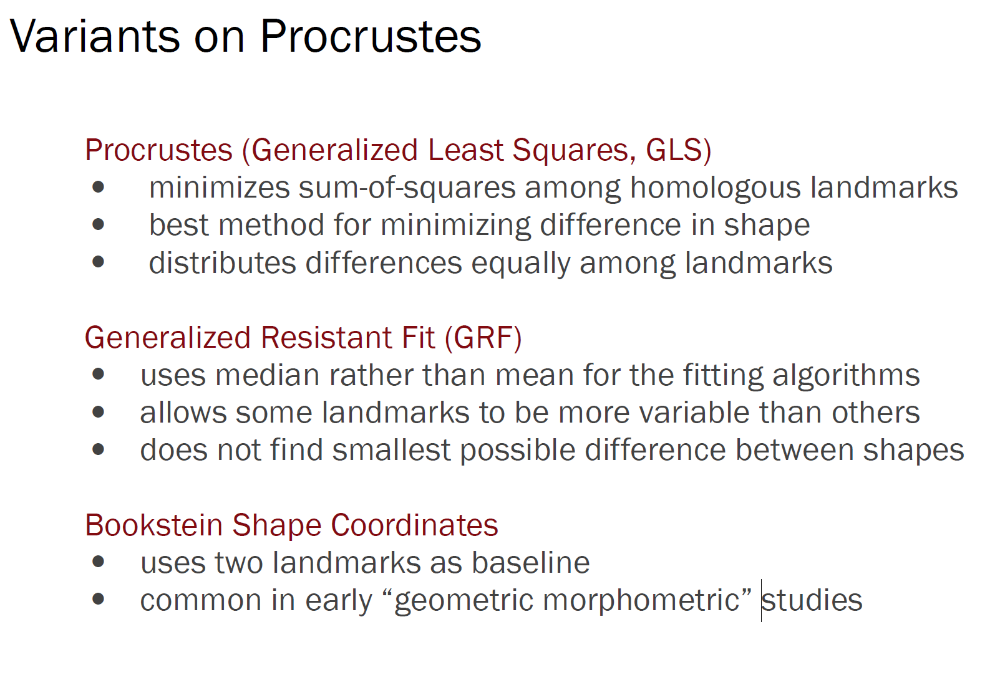 Variants on Procrustes
Procrustes (Generalized Least Squares, GLS)
● minimizes sum-of-squares among homologous landmarks
● best method for minimizing difference in shape
● distributes differences equally among landmarks
Generalized Resistant Fit (GRF)
● uses median rather than mean for the fitting algorithms
● allows some landmarks to be more variable than others
● does not find smallest possible difference between shapes
Bookstein Shape Coordinates
● uses two landmarks as baseline
● common in early “geometric morphometric” studies